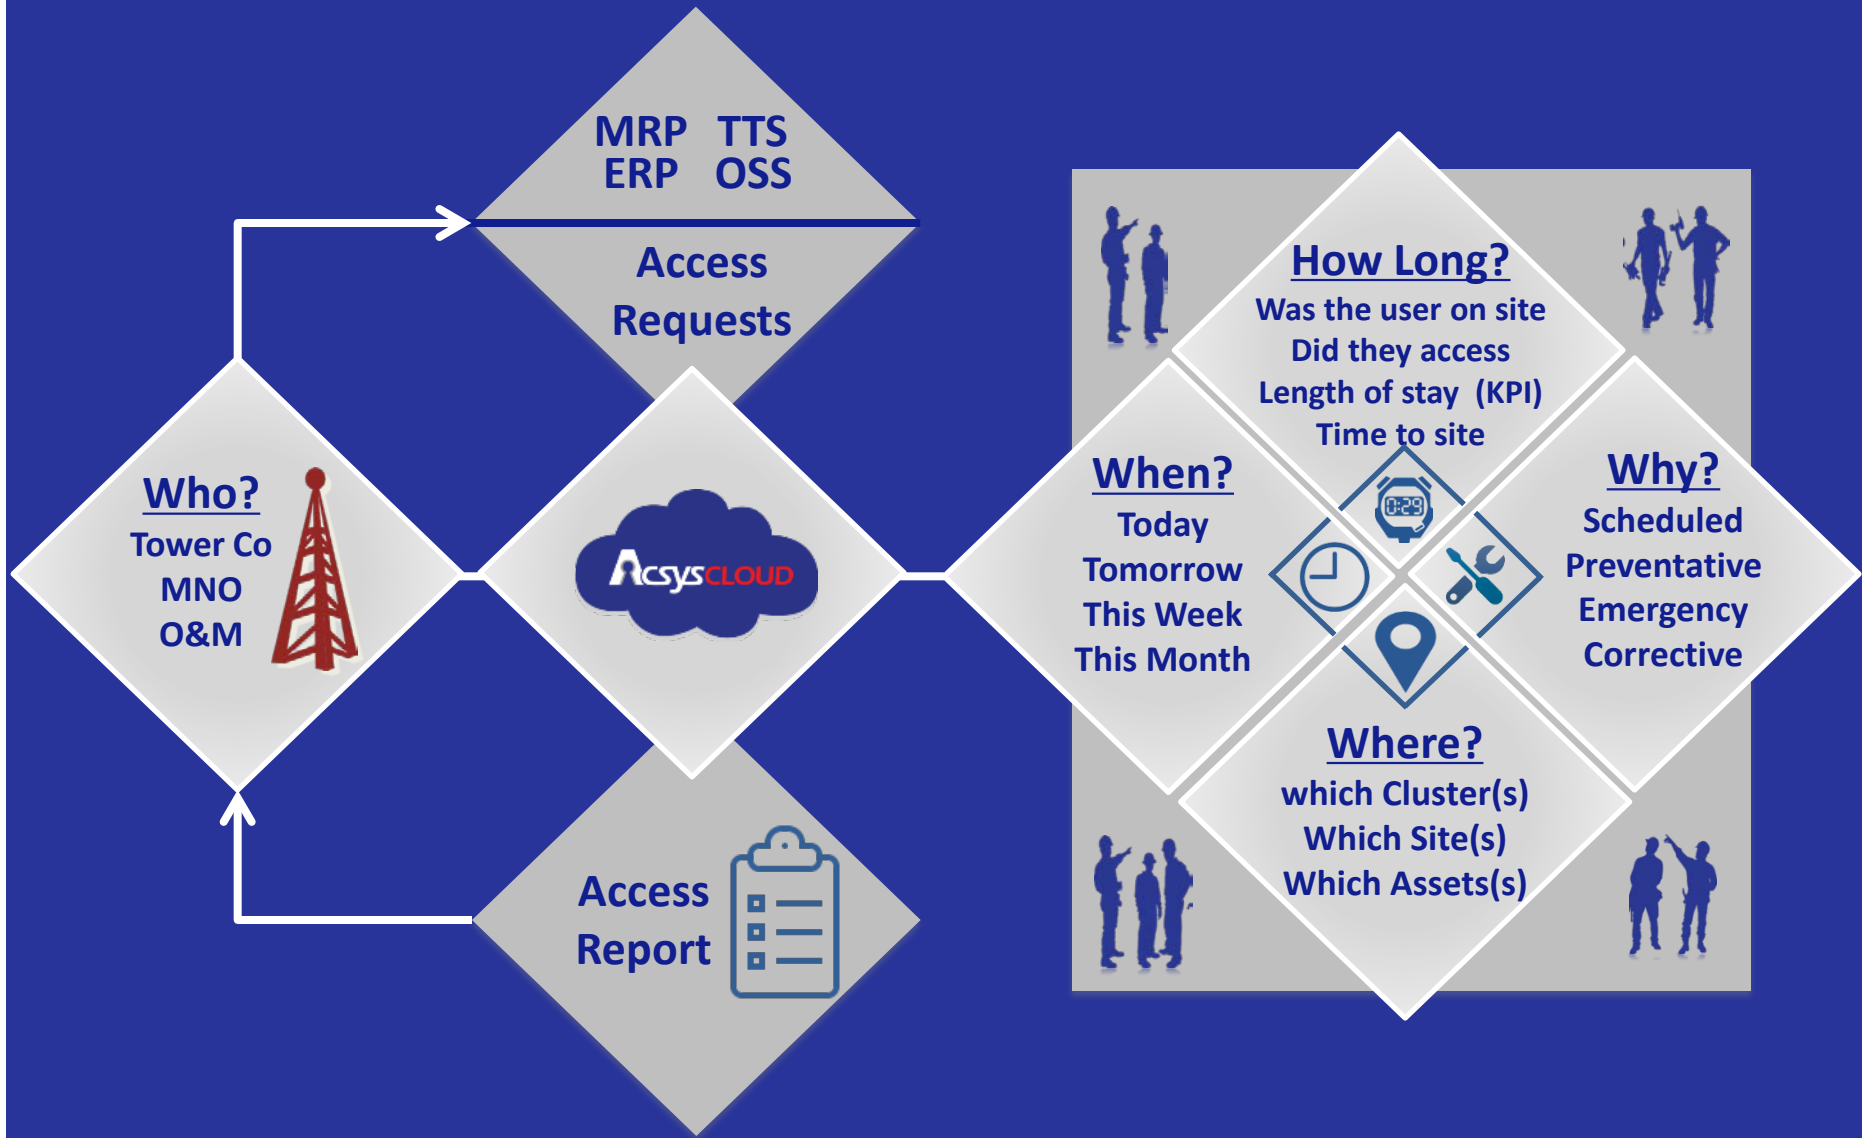 MRP TTS
ERP OSS
Access
Requests
Who?
Tower Co
MNO
O&M
AcsysCLOUD
Access
Report
How Long?
Was the user on site
Did they access
Length of stay (KPI)
Time to site
When?
Today
Tomorrow
This Week
This Month
0:29
Why?
Scheduled
Preventative
Emergency
Corrective
Where?
which Cluster(s)
Which Site(s)
Which Assets(s)